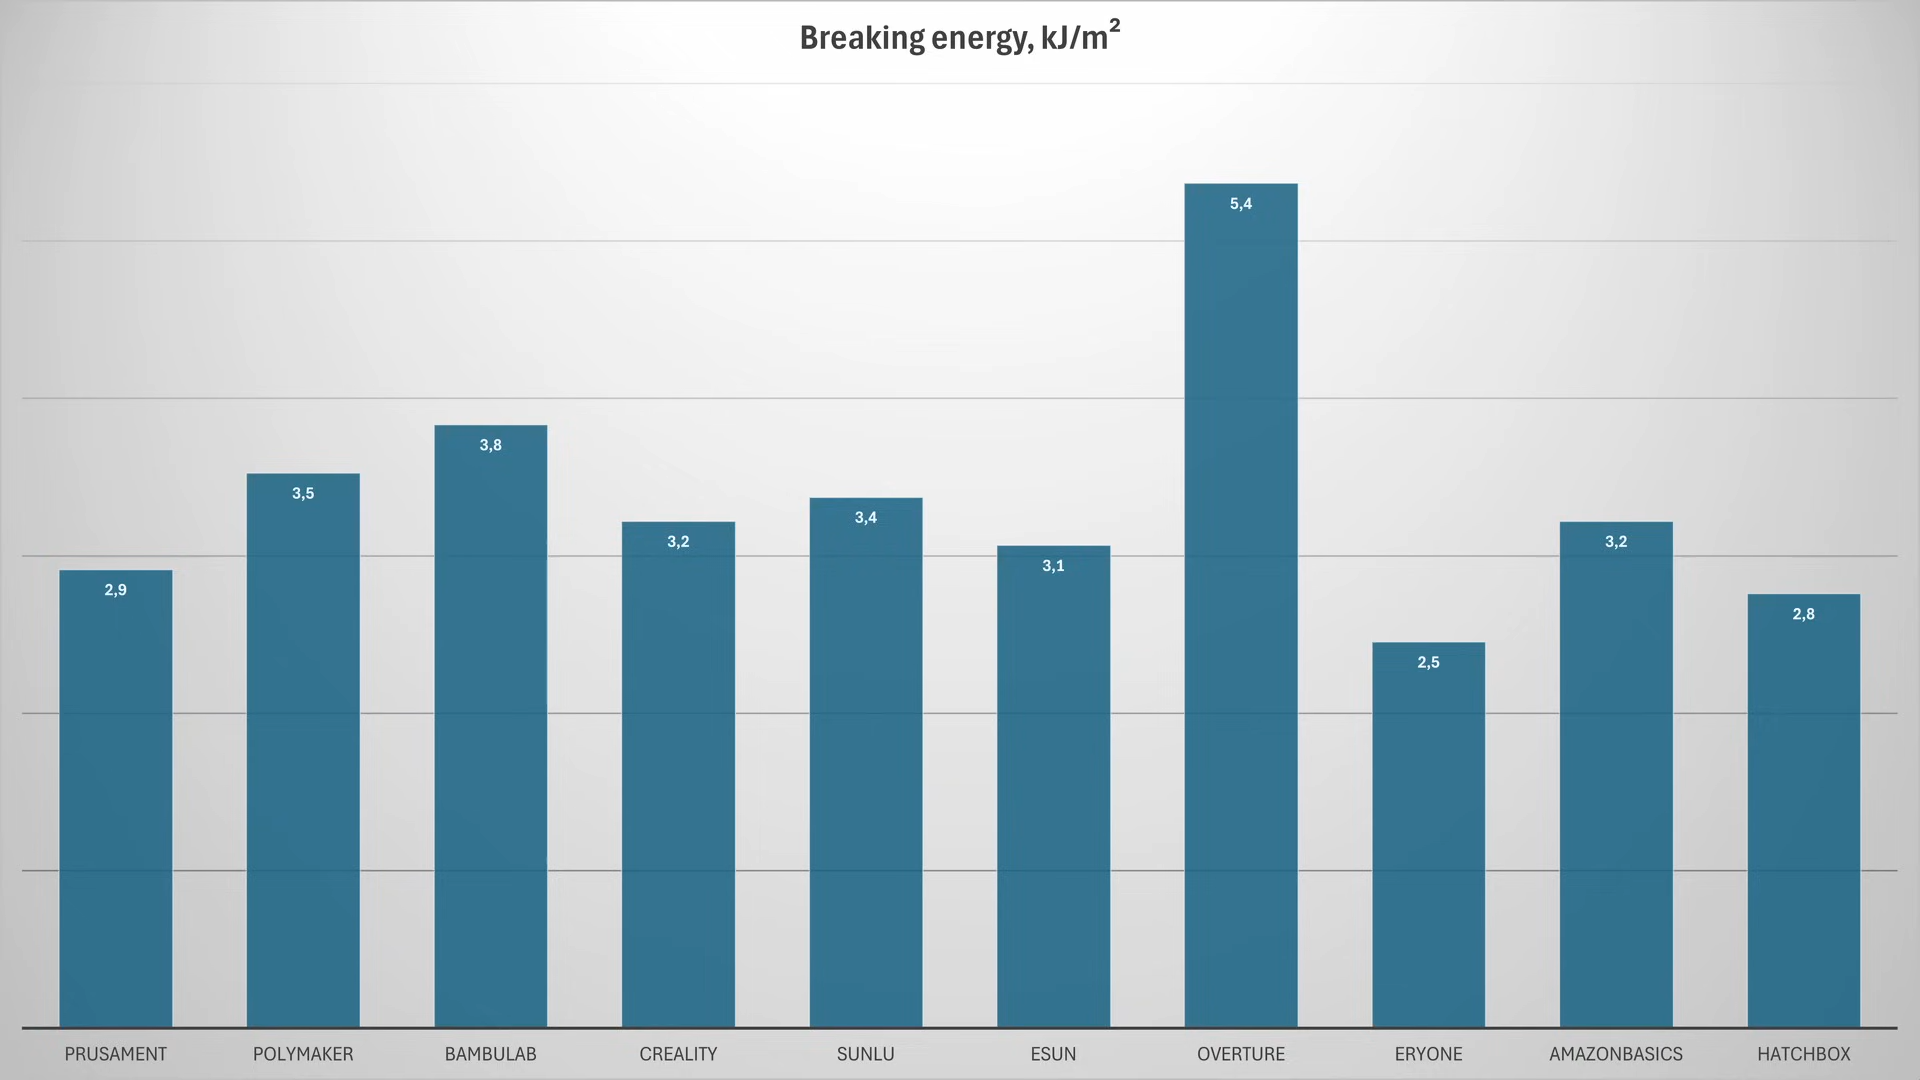 Breaking energy, kJ/m²
5,4
3,8
3,5
3,4
3,2
3,2
3,1
2,9
2,8
2,5
PRUSAMENT
POLYMAKER
BAMBULAB
CREALITY
SUNLU
ESUN
OVERTURE
ERYONE
AMAZONBASICS
HATCHBOX